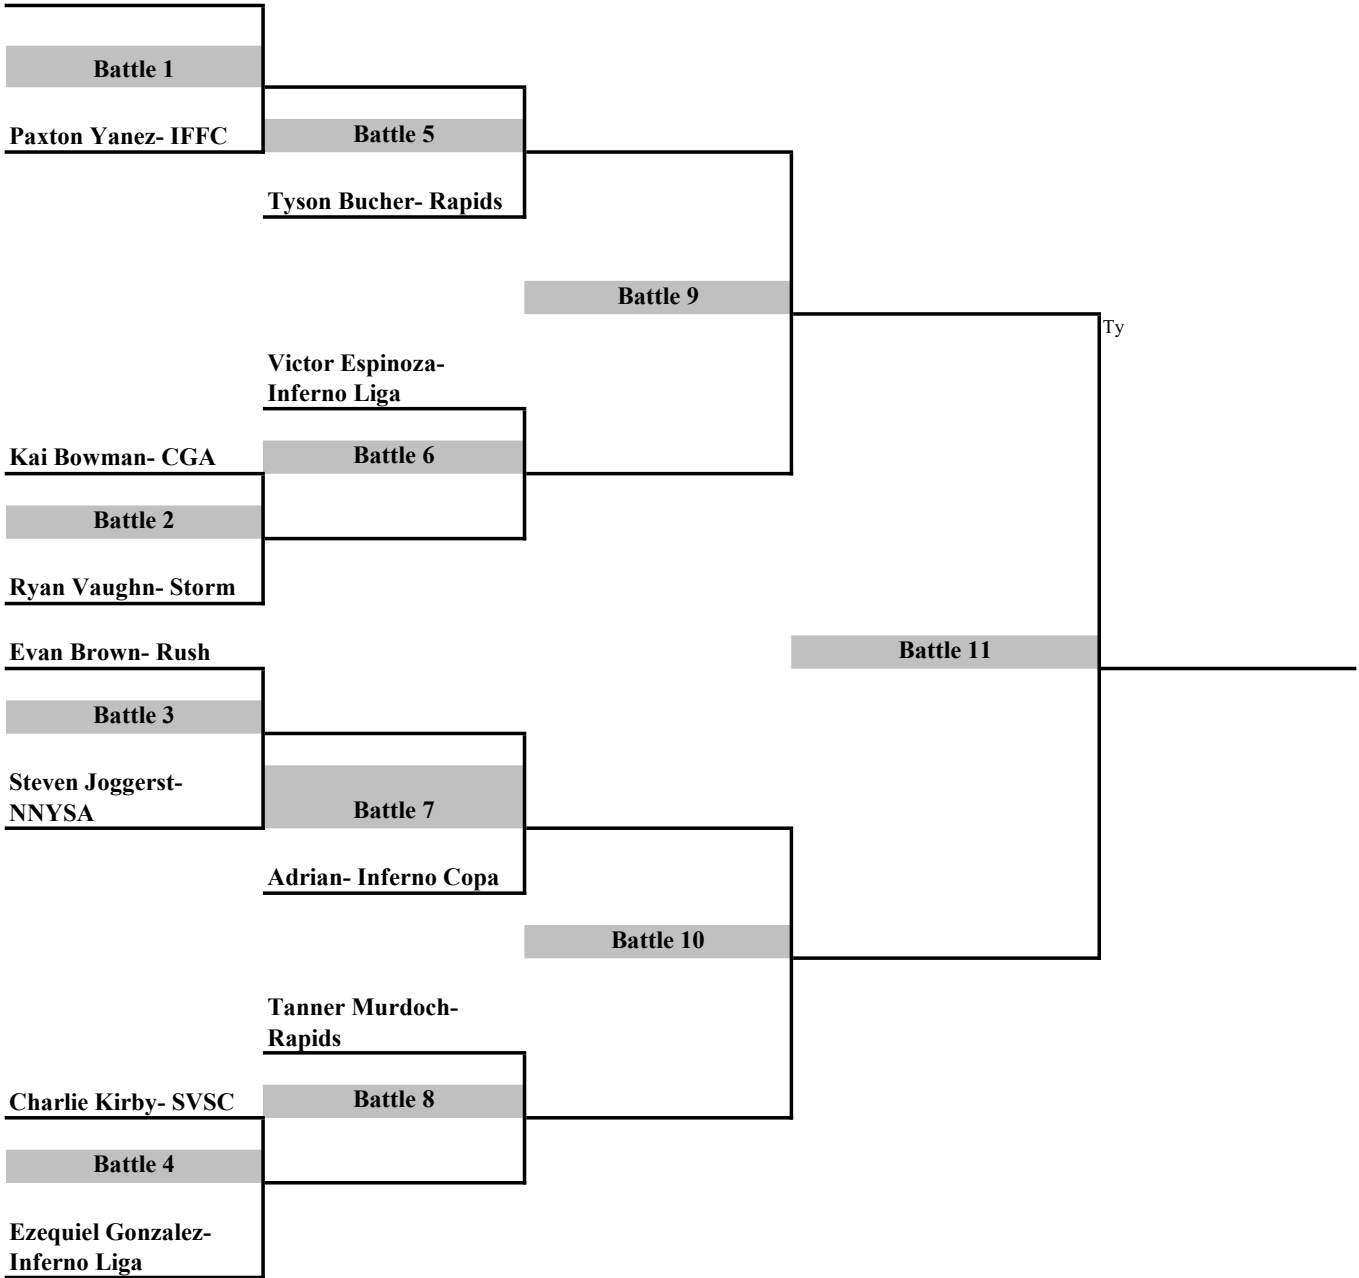 Battle 1
Paxton Yanez- IFFC
Battle 5
Tyson Bucher- Rapids
Battle 9
Ty
Victor Espinoza-
Inferno Liga
Kai Bowman- CGA
Battle 6
Battle 2
Ryan Vaughn- Storm
Evan Brown- Rush
Battle 11
Battle 3
Steven Joggerst-
NNYSA
Battle 7
Adrian- Inferno Copa
Battle 10
Tanner Murdoch-
Rapids
Charlie Kirby- SVSC
Battle 8
Battle 4
Ezequiel Gonzalez-
Inferno Liga